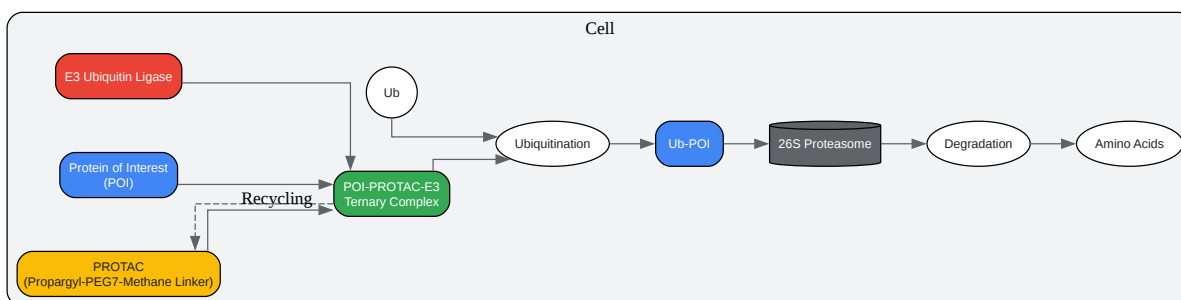 Cell
E3 Ubiquitin Ligase
Ub
Ubiquitination
Ub-POI
26S Proteasome
Degradation
Amino Acids
Protein of Interest
(POI)
POI-PROTAC-E3
Ternary Complex
Recycling
PROTAC
(Propargyl-PEG7-Methane Linker)